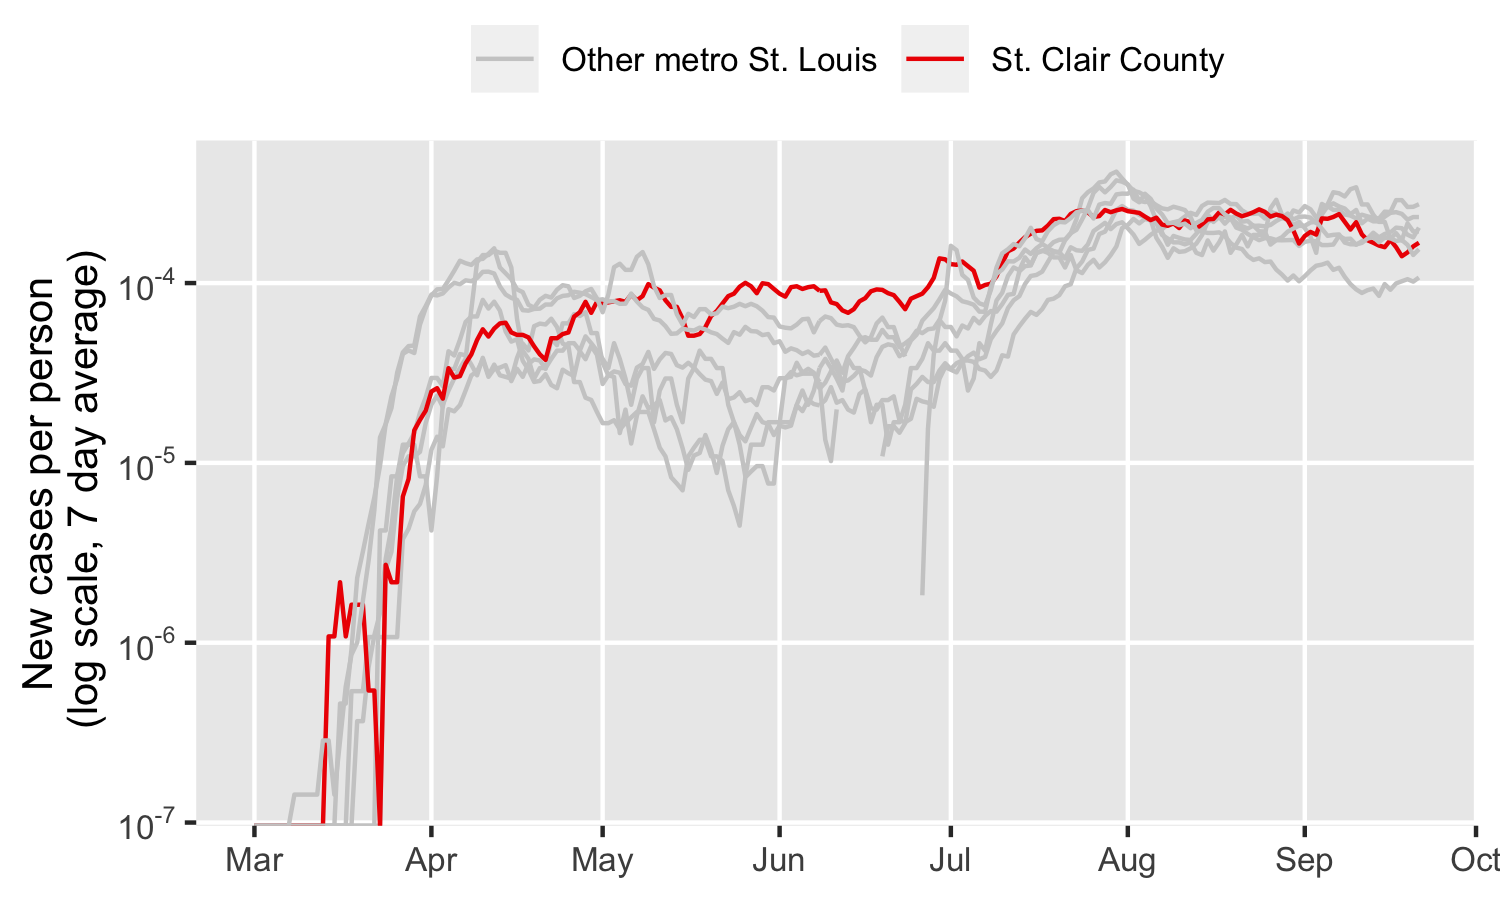 Other metro St. Louis St. Clair County
New cases per person
(log scale, 7 day average)
10-4
10-5
10-6
10-7
Mar Apr May Jun Jul Aug Sep Oct